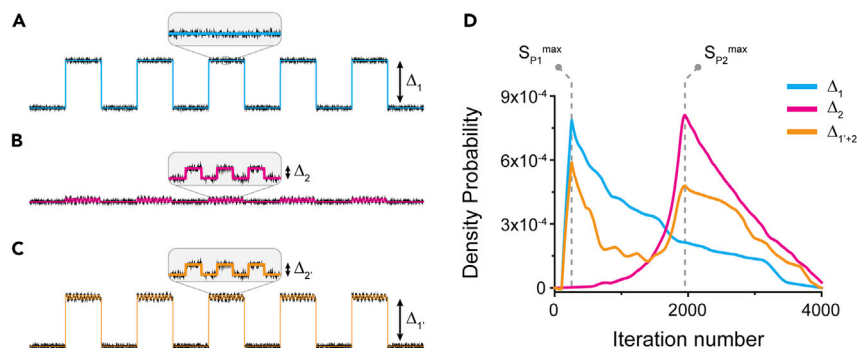 A
Δ1
B
Δ2
C
Δ2'
Δ1'
D
SP1max
SP2max
Δ1
Δ2
Δ1'+2
9x10-4
6x10-4
3x10-4
0
0
2000
4000
Density Probability
Iteration number